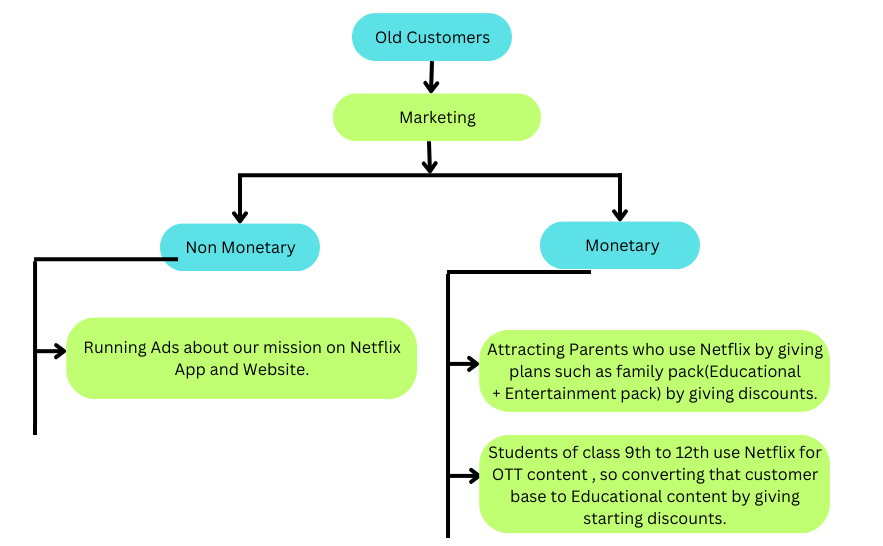 Old Customers
Marketing
Non Monetary
Monetary
Running Ads about our mission on Netflix
App and Website.
Attracting Parents who use Netflix by giving
plans such as family pack(Educational
+ Entertainment pack) by giving discounts.
Students of class 9th to 12th use Netflix for
OTT content , so converting that customer
base to Educational content by giving
starting discounts.